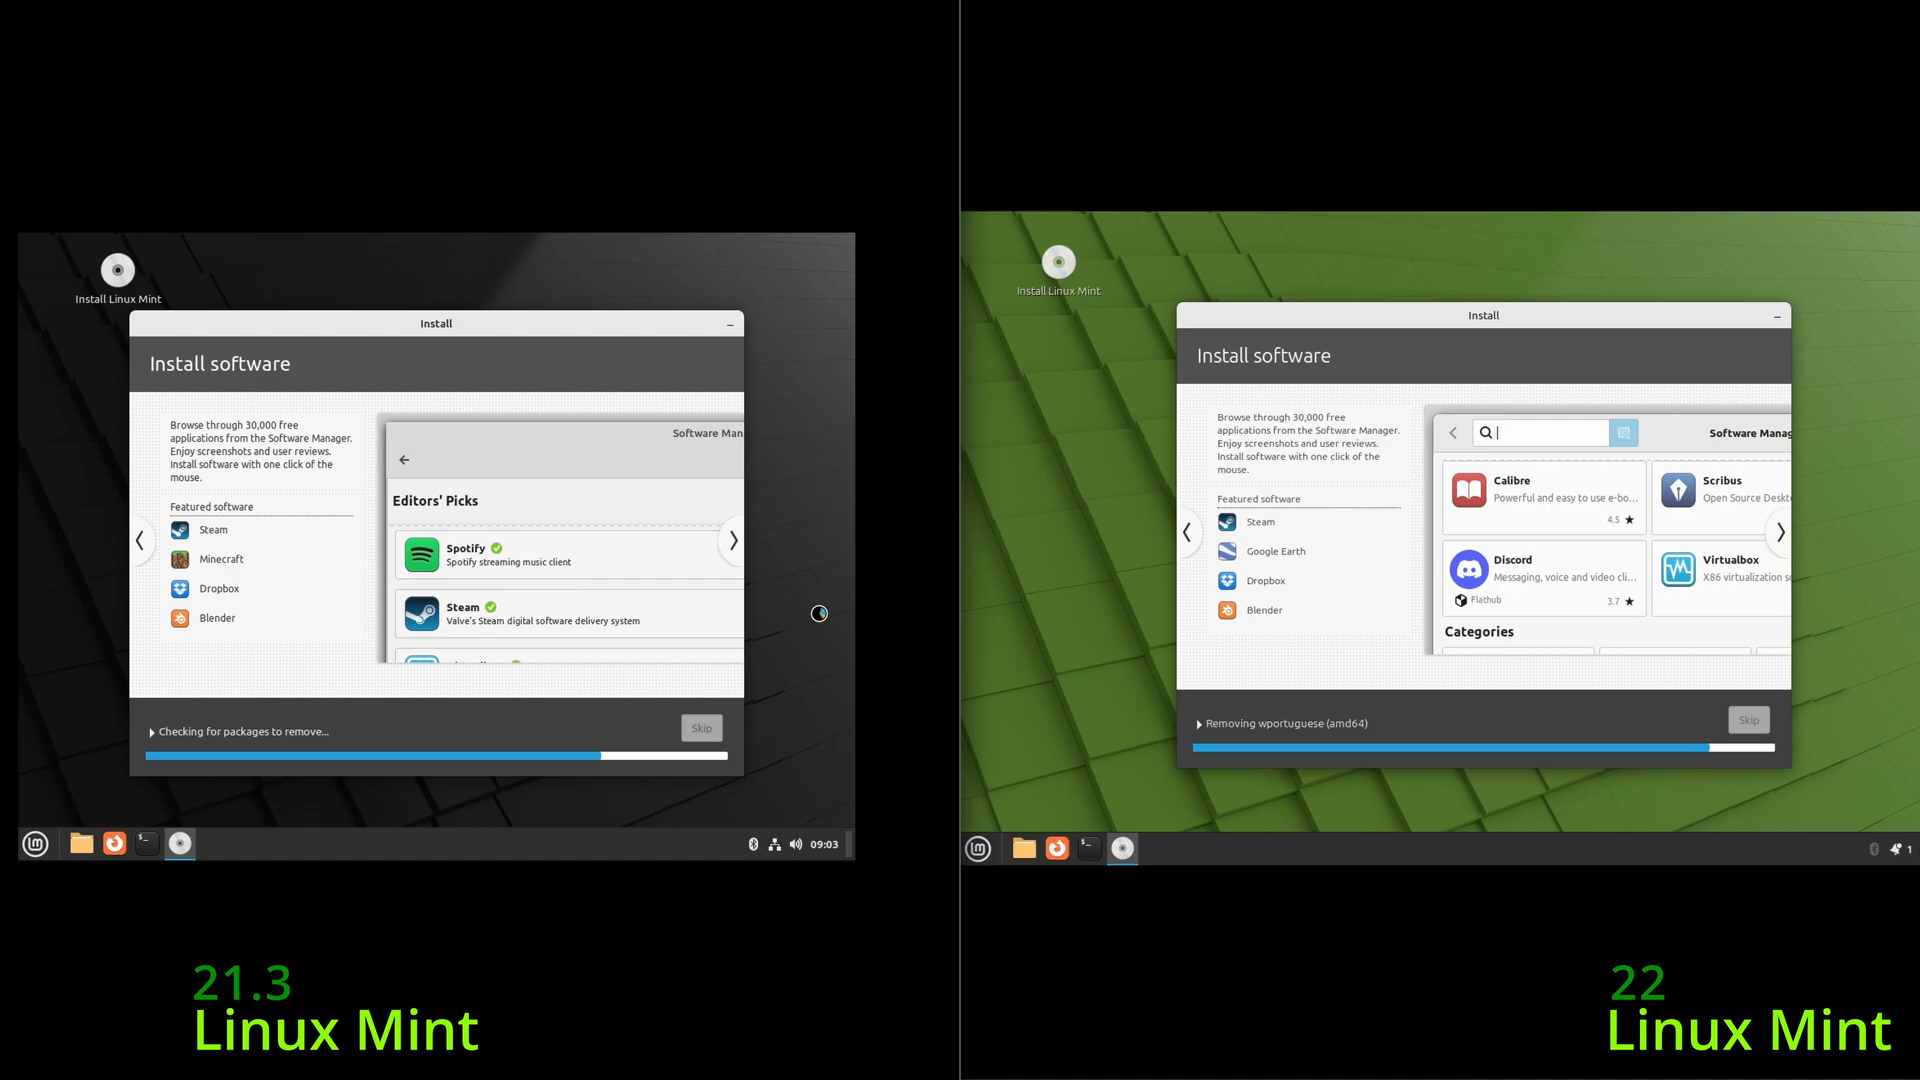 Install Linux Mint
Install
Install software
Browse through 30,000 free
applications from the Software Manager.
Enjoy screenshots and user reviews.
Install software with one click of the
mouse.
Featured software
Steam
Minecraft
Dropbox
Blender
Software Man
Editors' Picks
Spotify
Spotify streaming music client
Steam
Valve's Steam digital software delivery system
Checking for packages to remove...
Skip
09:03
21.3
Linux Mint
Install Linux Mint
Install
Install software
Browse through 30,000 free
applications from the Software Manager.
Enjoy screenshots and user reviews.
Install software with one click of the
mouse.
Featured software
Steam
Google Earth
Dropbox
Blender
Software Manag
Calibre
Powerful and easy to use e-bo...
4.5 ★
Scribus
Open Source Deskt
Discord
Messaging, voice and video cli...
Flathub
3.7 ★
Virtualbox
X86 virtualization s
Categories
Removing wportuguese (amd64)
Skip
1
22
Linux Mint